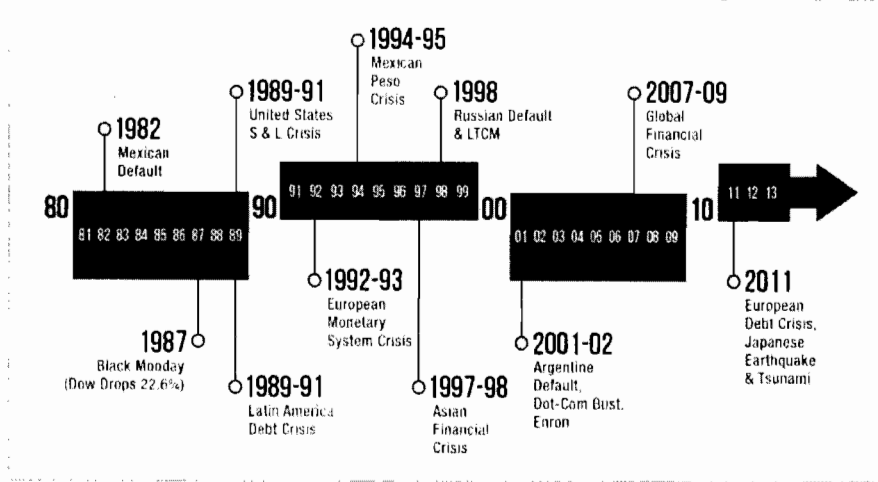 1994-95
Mexican
Peso
Crisis
1989-91
United States
S & L Crisis
1998
Russian Default
& LTCM
2007-09
Global
Financial
Crisis
1982
Mexican
Default
80
81 82 83 84 85 86 87 88 89
90
91 92 93 94 95 96 97 98 99
00
01 02 03 04 05 06 07 08 09
10
11 12 13
1992-93
European
Monetary
System Crisis
2011
European
Debt Crisis,
Japanese
Earthquake
& Tsunami
1987
Black Monday
(Dow Drops 22.6%)
2001-02
Argentine
Default,
Dot-Com Bust,
Enron
1989-91
Latin America
Debt Crisis
1997-98
Asian
Financial
Crisis